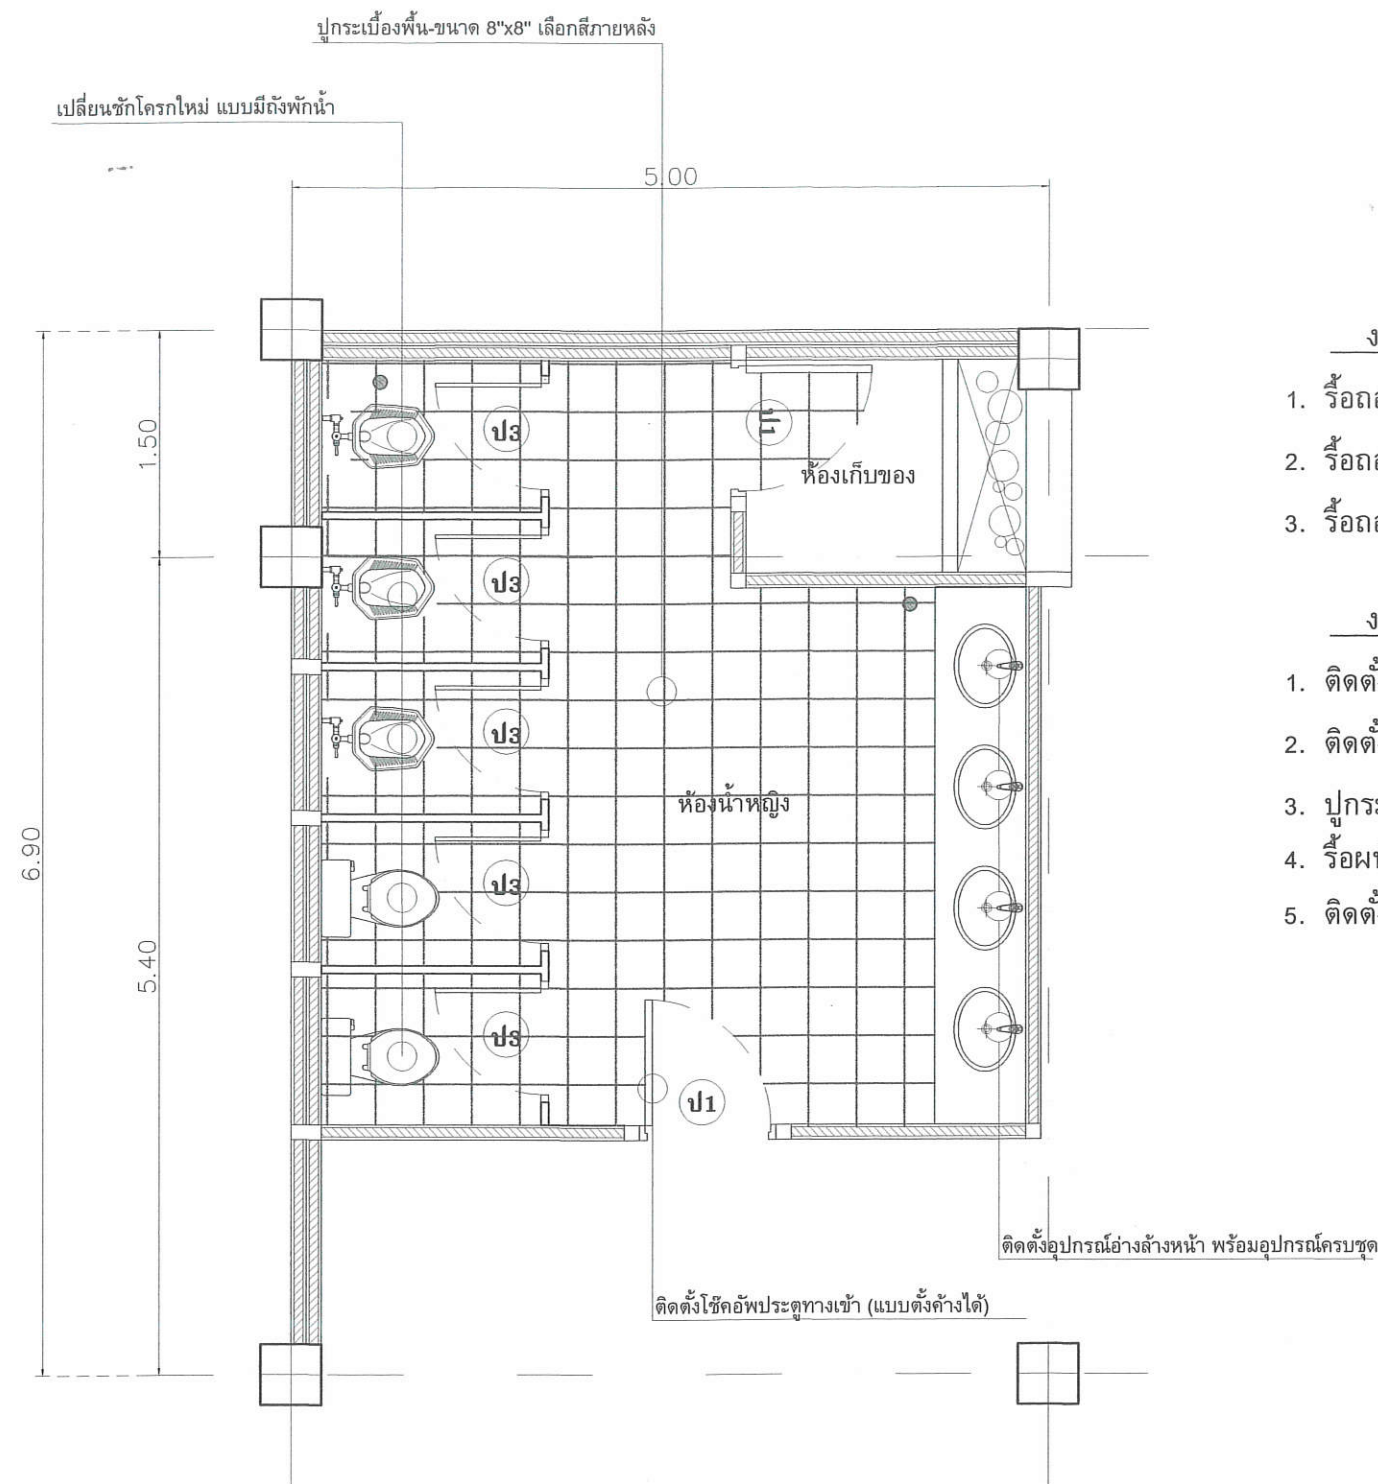 ปูกระเบื้องพื้น-ขนาด 8"x8" เลือกสีภายหลัง
เปลี่ยนชักโครกใหม่ แบบมีถังพักน้ำ
5.00
1.50
6.90
5.40
ป3
ป1
ห้องเก็บของ
ป3
ป3
ห้องน้ำหญิง
ป3
ป3
ป1
ติดตั้งอุปกรณ์อ่างล้างหน้า พร้อมอุปกรณ์ครบชุด
ติดตั้งโช๊คอัพประตูทางเข้า (แบบตั้งค้างได้)
ง
1. รื้อถอ
2. รื้อถอ
3. รื้อถอ
ง
1. ติดตั้
2. ติดตั้
3. ปูกระ
4. รื้อผ
5. ติดตั้